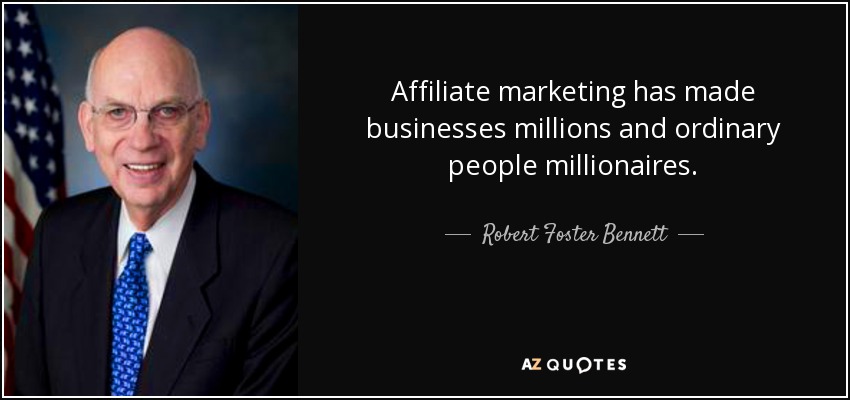 Affiliate marketing has made
businesses millions and ordinary
people millionaires.
Robert Foster Bennett
AZ QUOTES